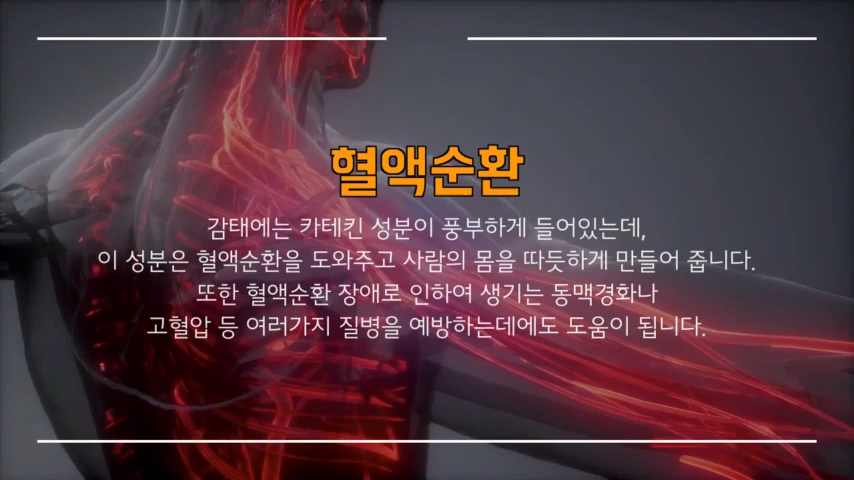 혈액순환
감태에는 카테킨 성분이 풍부하게 들어있는데,
이 성분은 혈액순환을 도와주고 사람의 몸을 따듯하게 만들어 줍니다.
또한 혈액순환 장애로 인하여 생기는 동맥경화나
고혈압 등 여러가지 질병을 예방하는데에도 도움이 됩니다.